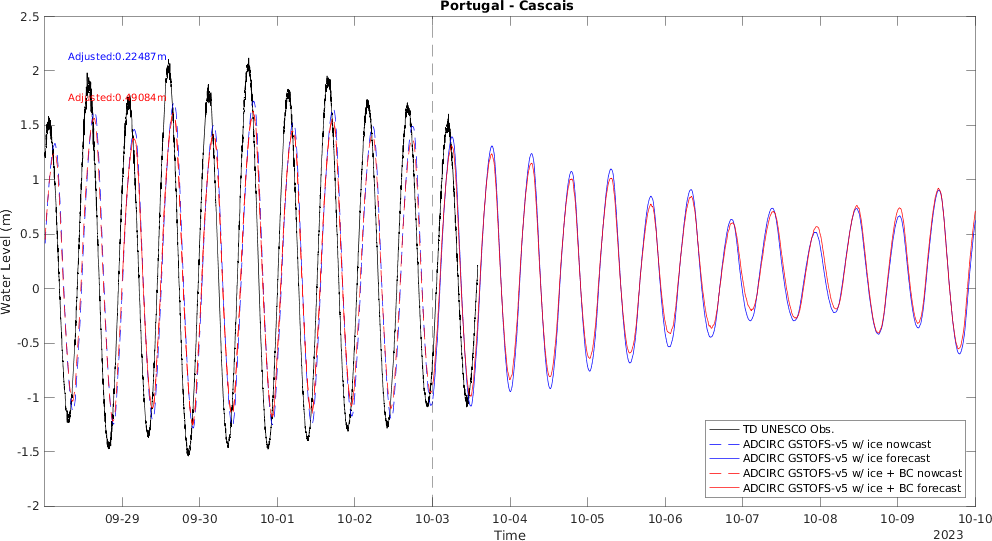 Portugal - Cascais
2.5
2
1.5
1
0.5
0
-0.5
-1
-1.5
-2
Water Level (m)
Adjusted:0.22487m
Adjusted:0.49084m
TD UNESCO Obs.
ADCIRC GSTOFS-v5 w/ ice nowcast
ADCIRC GSTOFS-v5 w/ ice forecast
ADCIRC GSTOFS-v5 w/ ice + BC nowcast
ADCIRC GSTOFS-v5 w/ ice + BC forecast
09-29 09-30 10-01 10-02 10-03 10-04 10-05 10-06 10-07 10-08 10-09 10-10
Time
2023